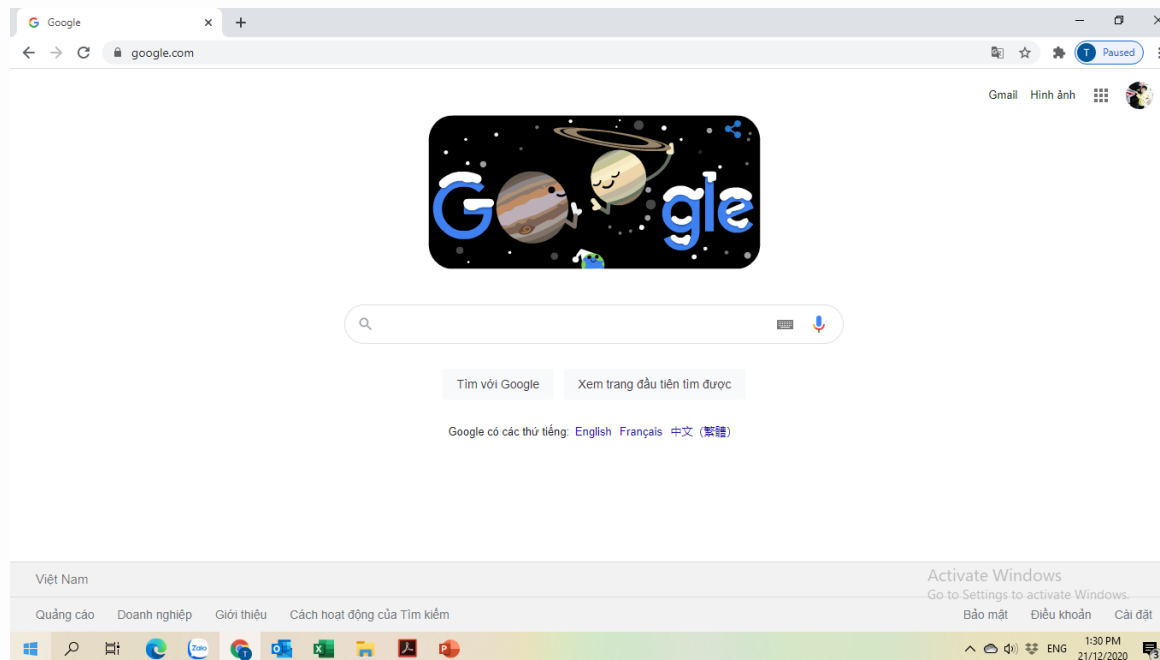 Google
google.com
Paused
T
Gmail Hình ảnh
G gle
Tìm với Google Xem trang đầu tiên tìm được
Google có các thứ tiếng: English Français 中文 (繁體)
Việt Nam
Activate Windows
Go to Settings to activate Windows.
Quảng cáo Doanh nghiệp Giới thiệu Cách hoạt động của Tìm kiếm Bảo mật Điều khoản Cài đặt
Zalo T ENG 1:30 PM
21/12/2020 3